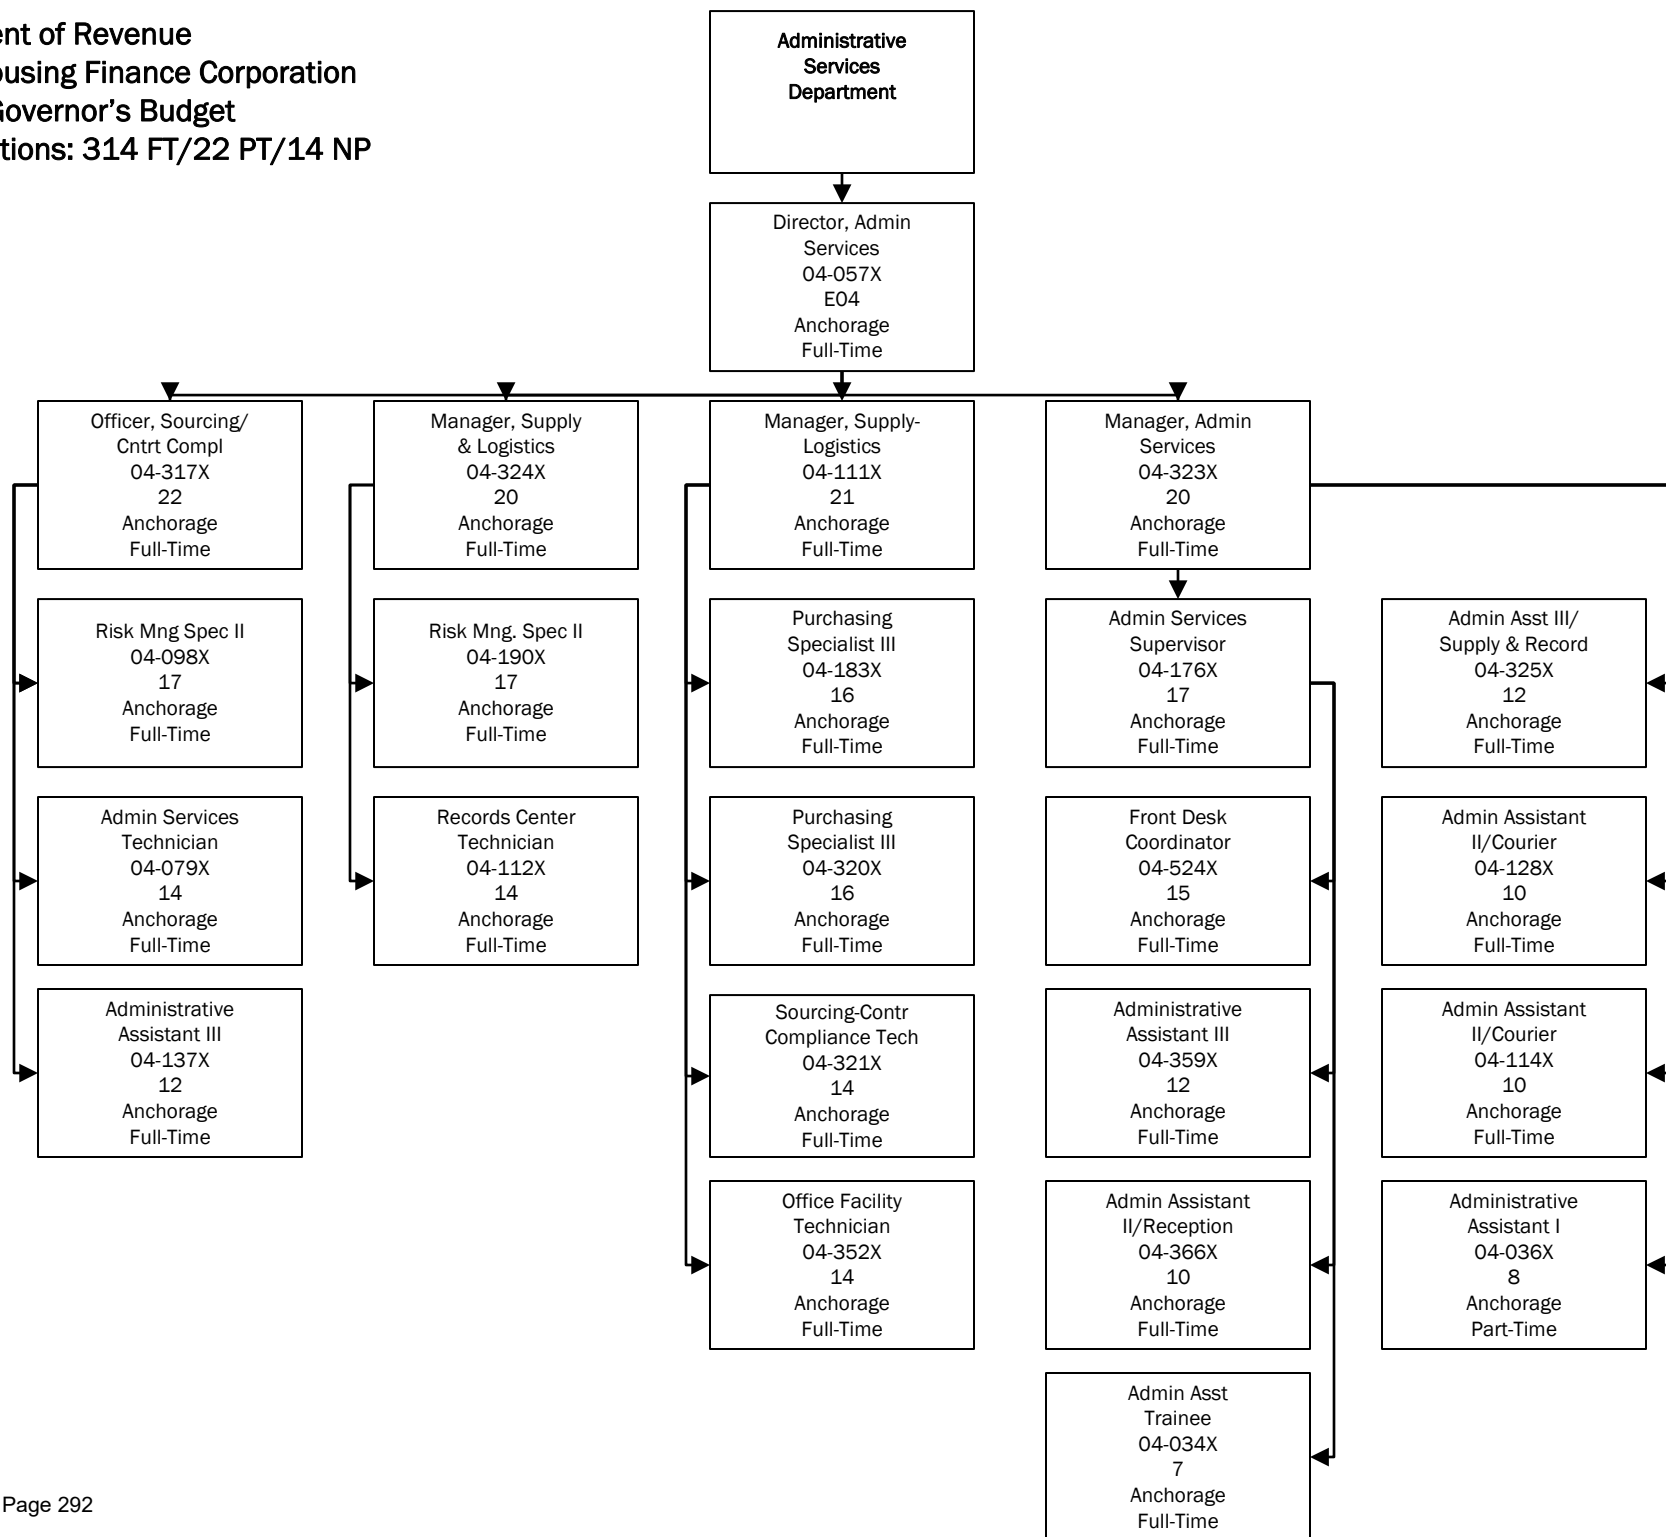 ent of Revenue
ousing Finance Corporation
Governor's Budget
tions: 314 FT/22 PT/14 NP
Administrative
Services
Department
Director, Admin
Services
04-057X
E04
Anchorage
Full-Time
Officer, Sourcing/
Cntrt Compl
04-317X
22
Anchorage
Full-Time
Manager, Supply
& Logistics
04-324X
20
Anchorage
Full-Time
Manager, Supply-
Logistics
04-111X
21
Anchorage
Full-Time
Manager, Admin
Services
04-323X
20
Anchorage
Full-Time
Risk Mng Spec II
04-098X
17
Anchorage
Full-Time
Risk Mng. Spec II
04-190X
17
Anchorage
Full-Time
Purchasing
Specialist III
04-183X
16
Anchorage
Full-Time
Admin Services
Supervisor
04-176X
17
Anchorage
Full-Time
Admin Asst III/
Supply & Record
04-325X
12
Anchorage
Full-Time
Admin Services
Technician
04-079X
14
Anchorage
Full-Time
Records Center
Technician
04-112X
14
Anchorage
Full-Time
Purchasing
Specialist III
04-320X
16
Anchorage
Full-Time
Front Desk
Coordinator
04-524X
15
Anchorage
Full-Time
Admin Assistant
II/Courier
04-128X
10
Anchorage
Full-Time
Administrative
Assistant III
04-137X
12
Anchorage
Full-Time
Sourcing-Contr
Compliance Tech
04-321X
14
Anchorage
Full-Time
Administrative
Assistant III
04-359X
12
Anchorage
Full-Time
Admin Assistant
II/Courier
04-114X
10
Anchorage
Full-Time
Office Facility
Technician
04-352X
14
Anchorage
Full-Time
Admin Assistant
II/Reception
04-366X
10
Anchorage
Full-Time
Administrative
Assistant I
04-036X
8
Anchorage
Part-Time
Admin Asst
Trainee
04-034X
7
Anchorage
Full-Time
Page 292